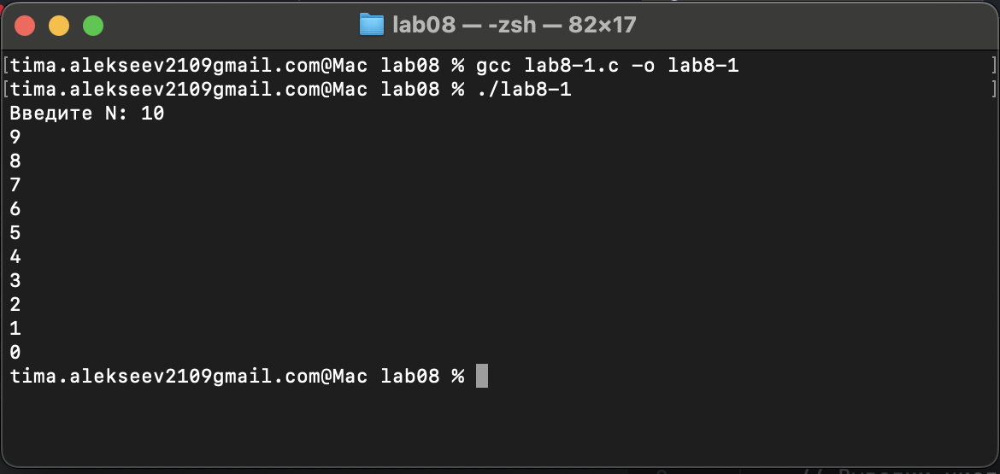 lab08 — -zsh — 82×17
[tima.alekseev2109gmail.com@Mac lab08 % gcc lab8-1.c -o lab8-1 ]
[tima.alekseev2109gmail.com@Mac lab08 % ./lab8-1 ]
Введите N: 10
9
8
7
6
5
4
3
2
1
0
tima.alekseev2109gmail.com@Mac lab08 %